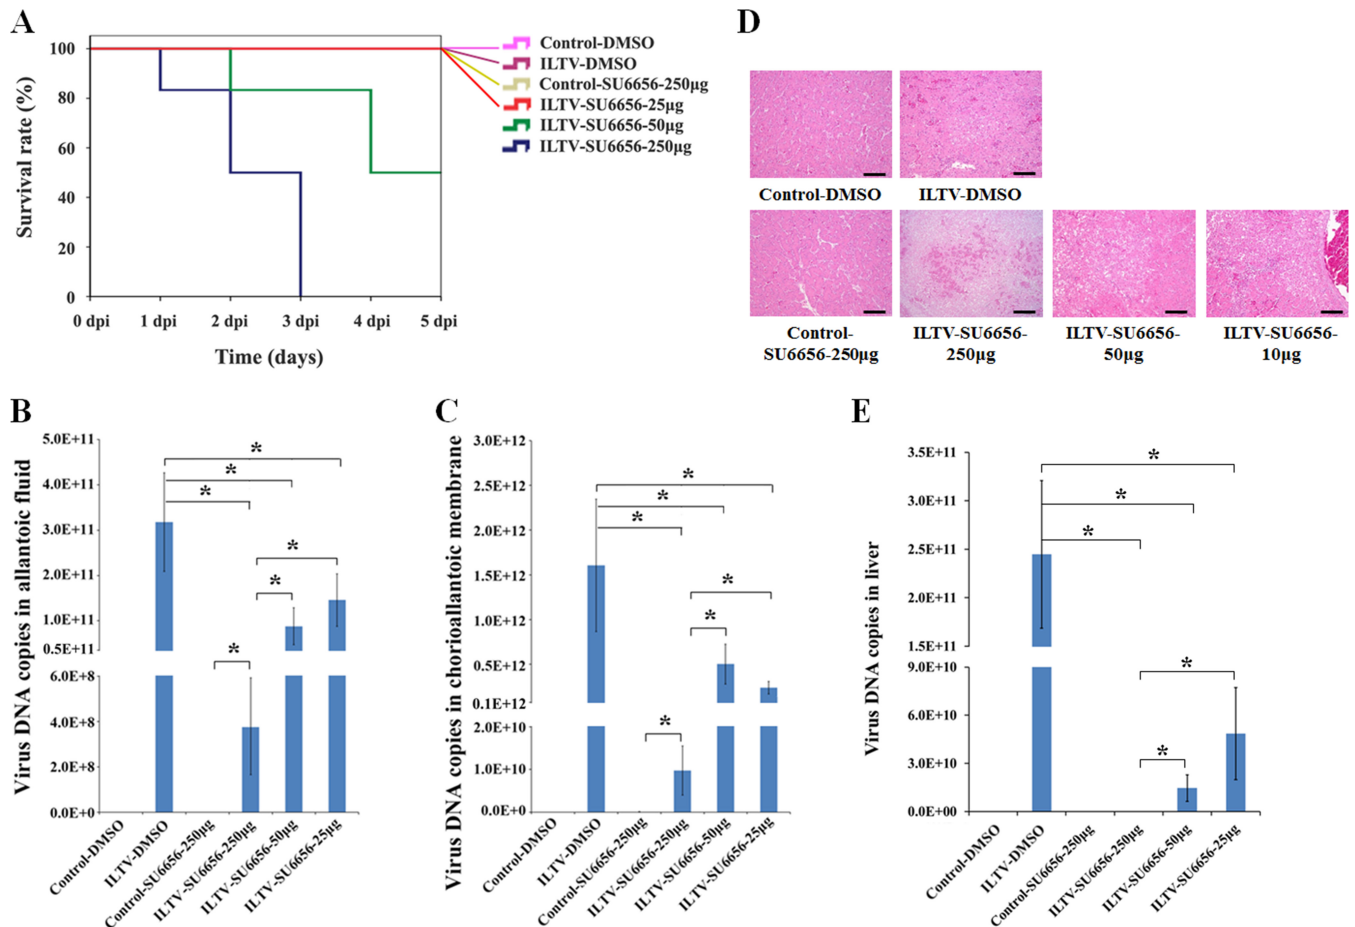 A
Survival rate (%)
100
80
60
40
20
0
0 dpi 1 dpi 2 dpi 3 dpi 4 dpi 5 dpi
Time (days)
Control-DMSO
ILTV-DMSO
Control-SU6656-250µg
ILTV-SU6656-25µg
ILTV-SU6656-50µg
ILTV-SU6656-250µg
D
Control-DMSO ILTV-DMSO
Control-
SU6656-250µg
ILTV-SU6656-
250µg
ILTV-SU6656-
50µg
ILTV-SU6656-
10µg
B
Virus DNA copies in allantoic fluid
5.0E+11
4.0E+11
3.0E+11
2.0E+11
1.0E+11
0.5E+11
6.0E+8
4.0E+8
2.0E+8
0.0E+0
* * * * * *
Control-DMSO
ILTV-DMSO
Control-SU6656-250µg
ILTV-SU6656-250µg
ILTV-SU6656-50µg
ILTV-SU6656-25µg
C
Virus DNA copies in chorioallantoic membrane
3.0E+12
2.5E+12
2.0E+12
1.5E+12
1.0E+12
0.5E+12
0.1E+12
2.0E+10
1.0E+10
0.0E+0
* * * * * *
Control-DMSO
ILTV-DMSO
Control-SU6656-250µg
ILTV-SU6656-250µg
ILTV-SU6656-50µg
ILTV-SU6656-25µg
E
Virus DNA copies in liver
3.5E+11
3.0E+11
2.5E+11
2.0E+11
1.5E+11
9.0E+10
6.0E+10
3.0E+10
0.0E+00
* * * * *
Control-DMSO
ILTV-DMSO
Control-SU6656-250µg
ILTV-SU6656-250µg
ILTV-SU6656-50µg
ILTV-SU6656-25µg